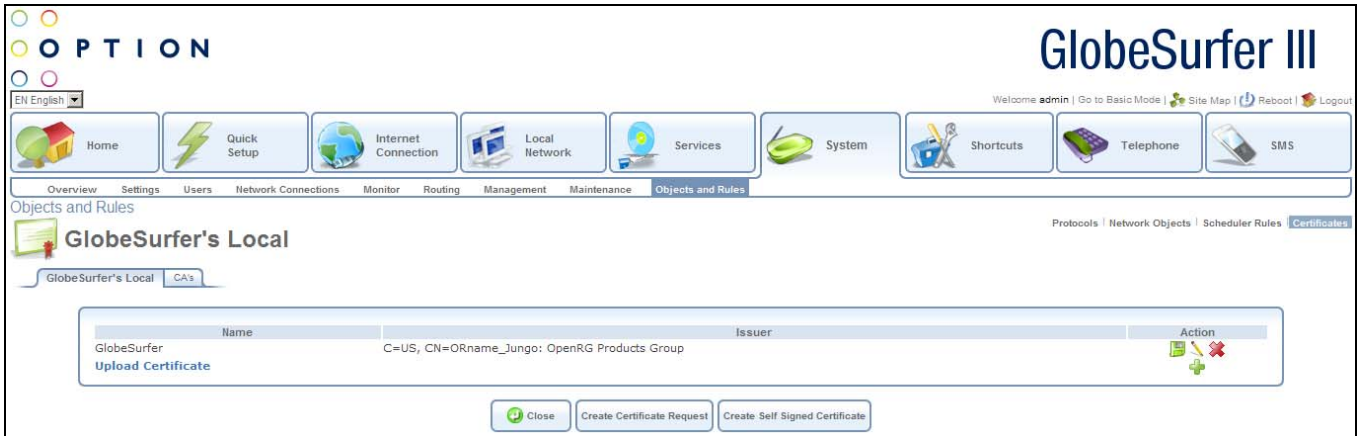 OPTION
GlobeSurfer III
EN English
Welcome admin | Go to Basic Mode | Site Map | Reboot | Logout
Home
Quick Setup
Internet Connection
Local Network
Services
System
Shortcuts
Telephone
SMS
Overview Settings Users Network Connections Monitor Routing Management Maintenance Objects and Rules
Objects and Rules
Protocols | Network Objects | Scheduler Rules | Certificates
GlobeSurfer's Local
GlobeSurfer's Local CA's
Name Issuer Action
GlobeSurfer C=US, CN=ORname_Jungo: OpenRG Products Group
Upload Certificate
Close Create Certificate Request Create Self Signed Certificate